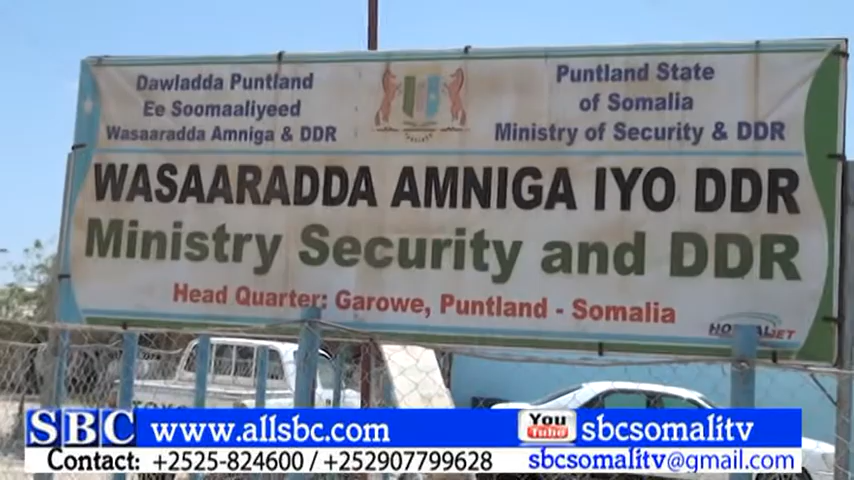 Dawladda Puntland
Ee Soomaaliyeed
Wasaaradda Amniga & DDR
Puntland State
of Somalia
Ministry of Security & DDR
WASAARADDA AMNIGA IYO DDR
Ministry Security and DDR
Head Quarter: Garowe, Puntland - Somalia
TOYO
SBC www.allsbc.com You Tube sbcsomalitv
Contact: +2525-824600 / +252907799628 sbcsomalitv@gmail.com